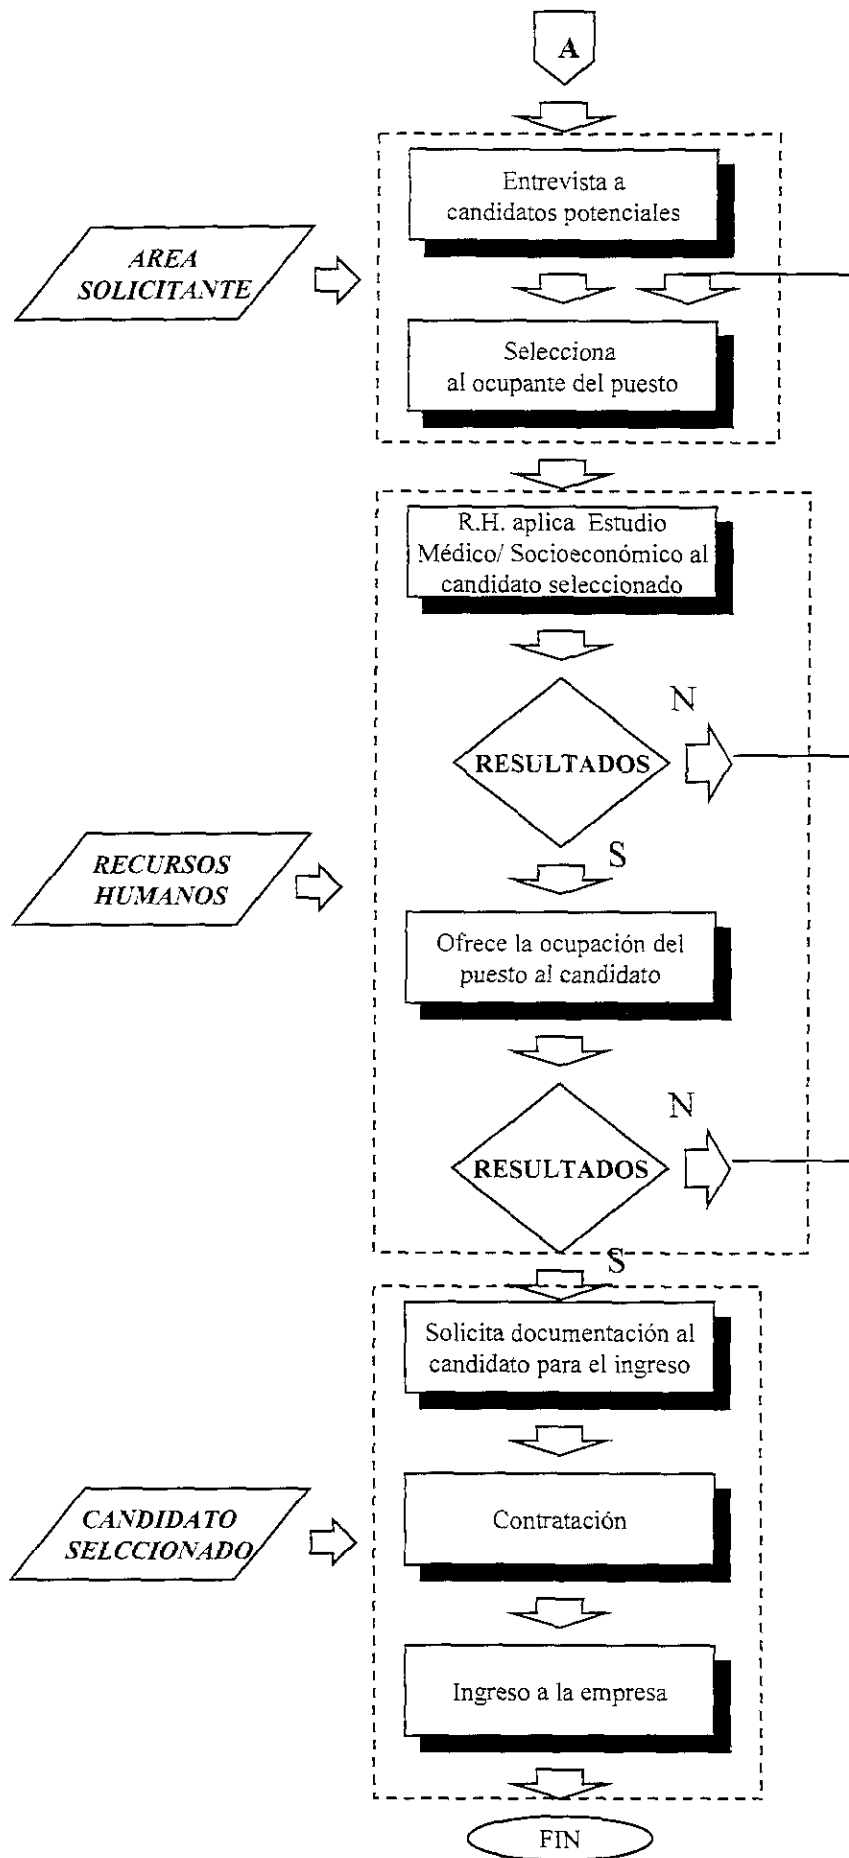 A
Entrevista a
candidatos potenciales
AREA
SOLICITANTE
Selecciona
al ocupante del puesto
R.H. aplica Estudio
Médico/ Socioeconómico al
candidato seleccionado
N
RESULTADOS
S
RECURSOS
HUMANOS
Ofrece la ocupación del
puesto al candidato
N
RESULTADOS
S
Solicita documentación al
candidato para el ingreso
CANDIDATO
SELCCIONADO
Contratación
Ingreso a la empresa
FIN